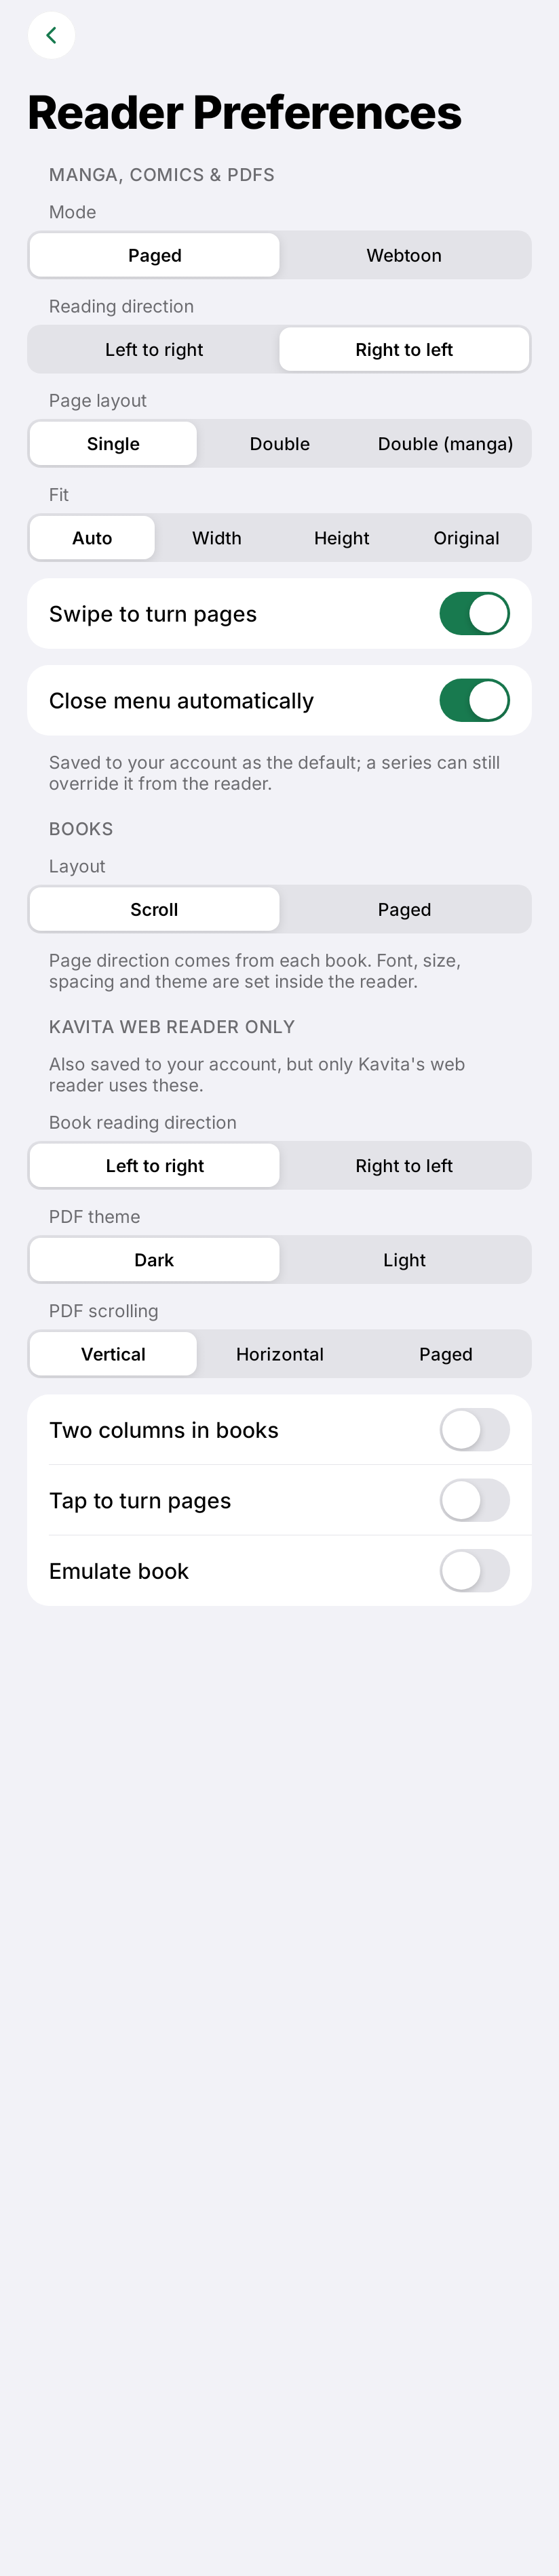 Reader Preferences
MANGA, COMICS & PDFS
Mode
Paged
Webtoon
Reading direction
Left to right
Right to left
Page layout
Single
Double
Double (manga)
Fit
Auto
Width
Height
Original
Swipe to turn pages
Close menu automatically
Saved to your account as the default; a series can still
override it from the reader.
BOOKS
Layout
Scroll
Paged
Page direction comes from each book. Font, size,
spacing and theme are set inside the reader.
KAVITA WEB READER ONLY
Also saved to your account, but only Kavita's web
reader uses these.
Book reading direction
Left to right
Right to left
PDF theme
Dark
Light
PDF scrolling
Vertical
Horizontal
Paged
Two columns in books
Tap to turn pages
Emulate book